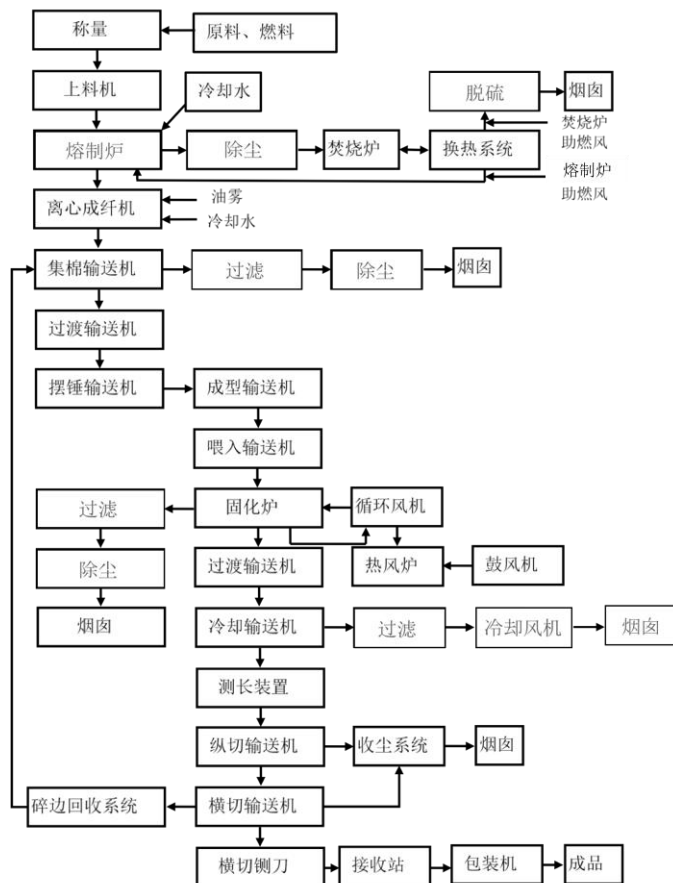 称量
原料、燃料
上料机
冷却水
脱硫
烟囱
焚烧炉
助燃风
熔制炉
除尘
焚烧炉
换热系统
熔制炉
助燃风
离心成纤机
油雾
冷却水
集棉输送机
过滤
除尘
烟囱
过渡输送机
摆锤输送机
成型输送机
喂入输送机
过滤
固化炉
循环风机
除尘
过渡输送机
热风炉
鼓风机
烟囱
冷却输送机
过滤
冷却风机
烟囱
测长装置
纵切输送机
收尘系统
烟囱
碎边回收系统
横切输送机
横切铡刀
接收站
包装机
成品